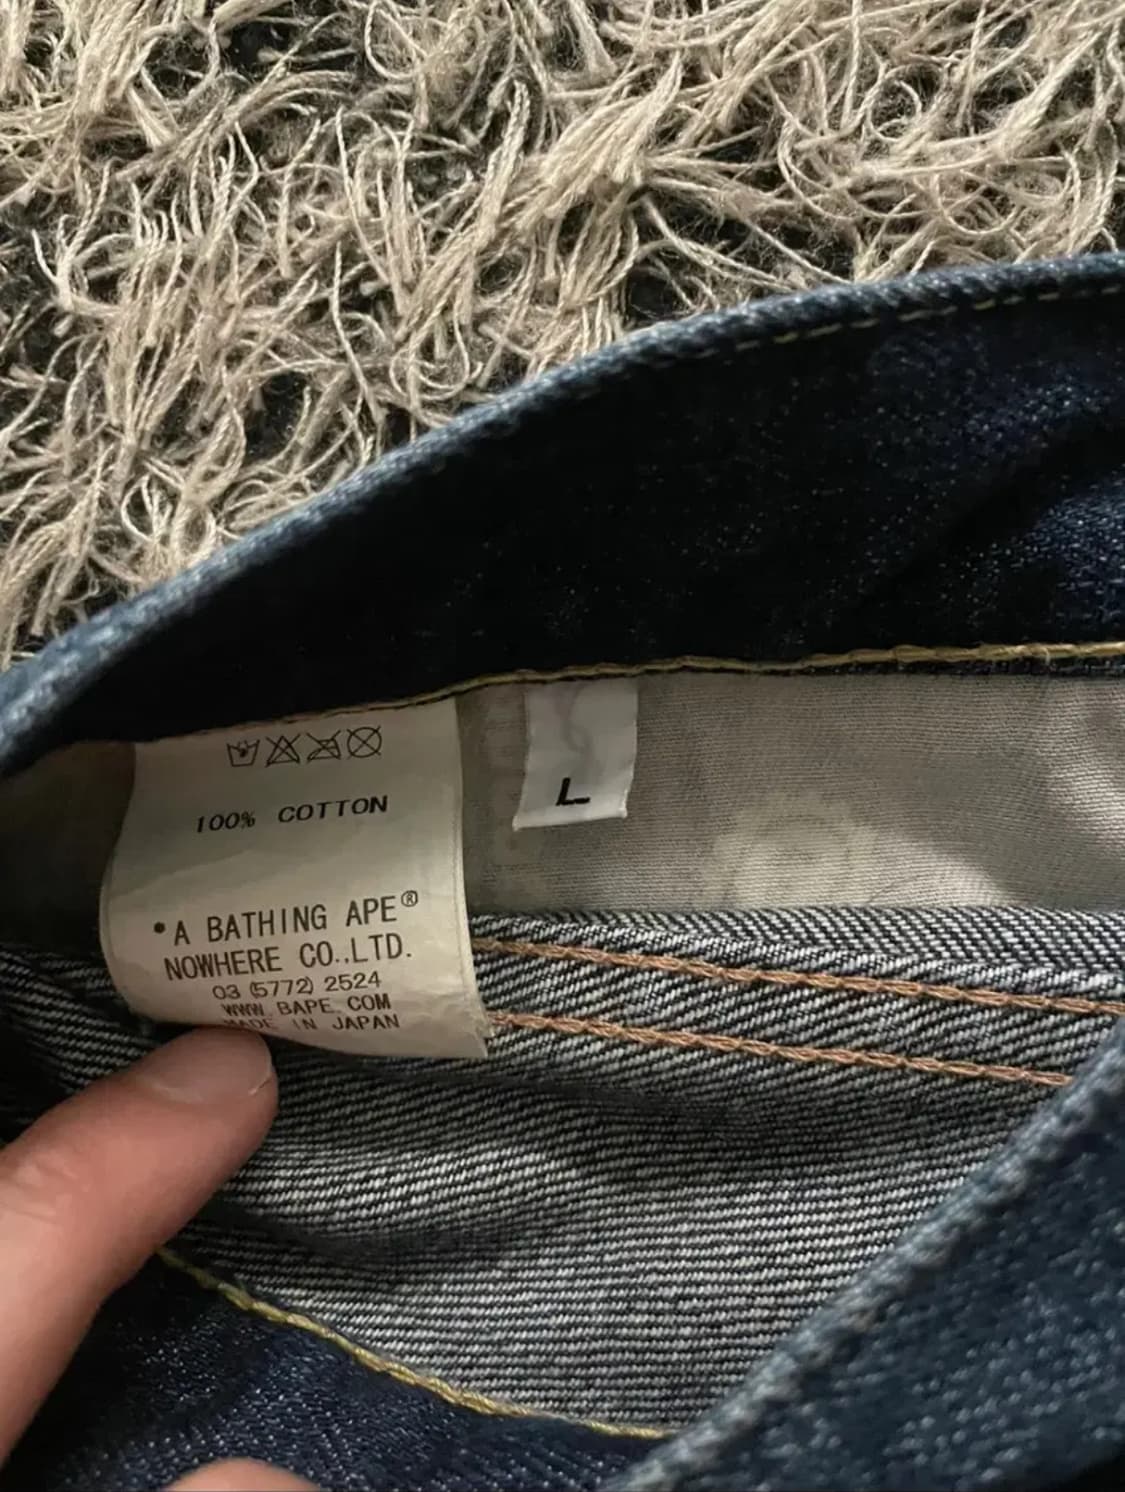 100% COTTON
•A BATHING APE®
NOWHERE CO.,LTD.
03 (5772) 2524
WWW.BAPE.COM
MADE IN JAPAN
L